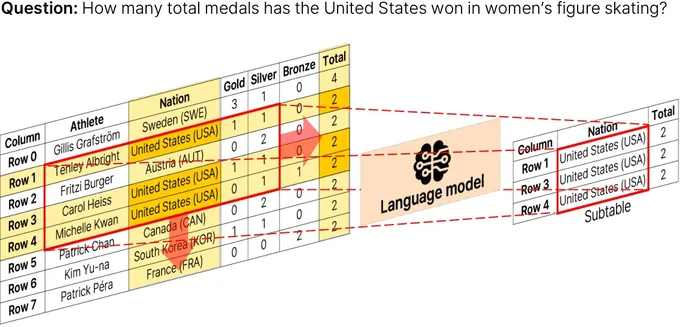 Question: How many total medals has the United States won in women's figure skating?
Column Athlete Nation Gold Silver Bronze Total
Row 0 Gillis Grafström Sweden (SWE) 3 1 0 4
Row 1 Tenley Albright United States (USA) 1 1 0 2
Row 2 Fritzi Burger Austria (AUT) 0 2 0 2
Row 3 Carol Heiss United States (USA) 1 1 0 2
Row 4 Michelle Kwan United States (USA) 0 1 1 2
Row 5 Patrick Chan Canada (CAN) 0 2 0 2
Row 6 Kim Yu-na South Korea (KOR) 1 1 0 2
Row 7 Patrick Péra France (FRA) 0 0 2 2
Language model
Column Nation Total
Row 1 United States (USA) 2
Row 3 United States (USA) 2
Row 4 United States (USA) 2
Subtable